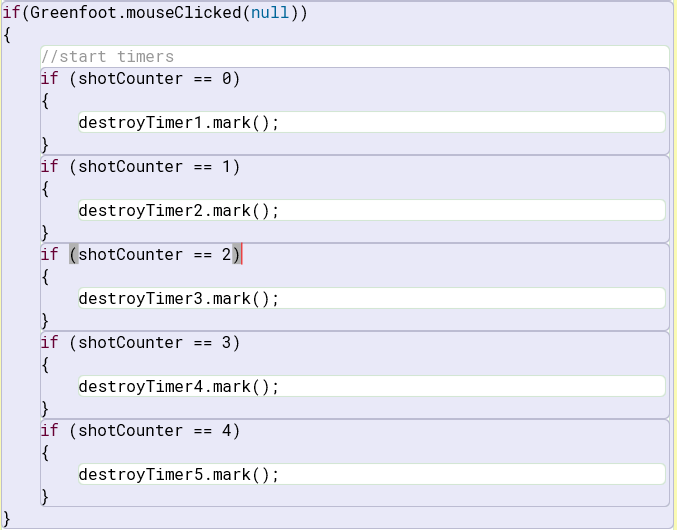 if(Greenfoot.mouseClicked(null))
{
//start timers
if (shotCounter == 0)
{
destroyTimer1.mark();
}
if (shotCounter == 1)
{
destroyTimer2.mark();
}
if (shotCounter == 2)
{
destroyTimer3.mark();
}
if (shotCounter == 3)
{
destroyTimer4.mark();
}
if (shotCounter == 4)
{
destroyTimer5.mark();
}
}